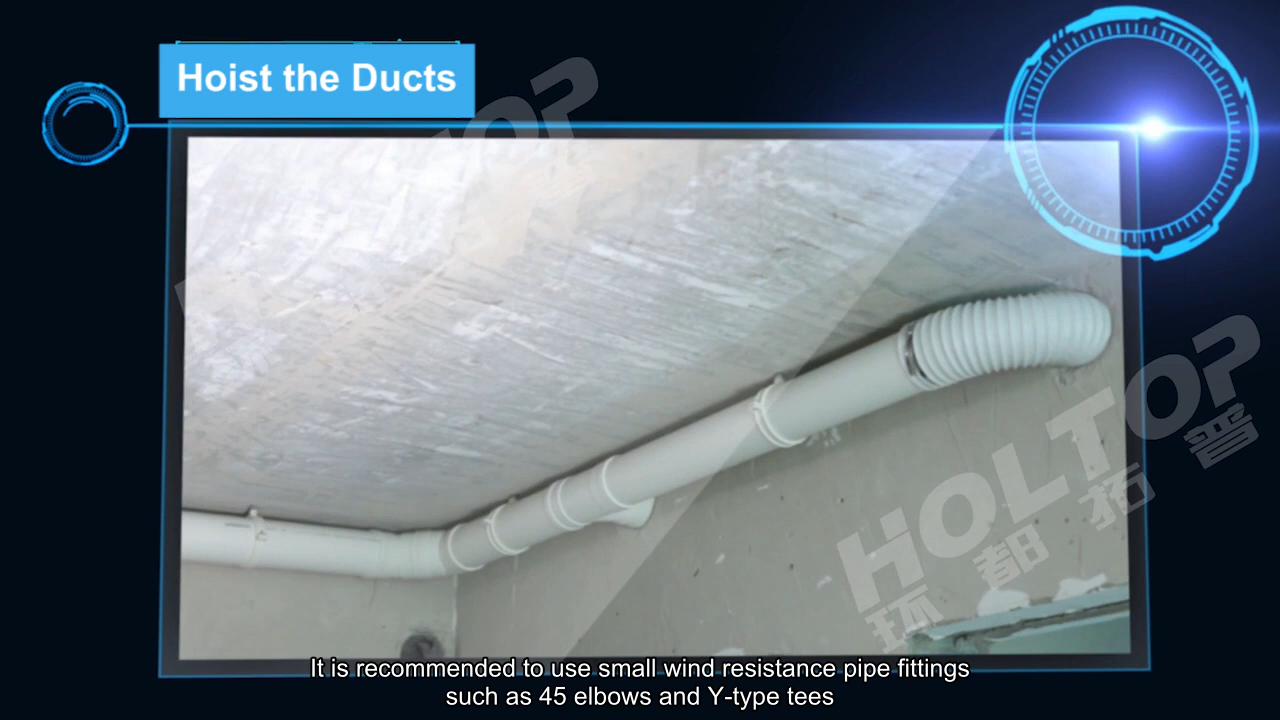 Hoist the Ducts
HOLTOP
HOLTOP
环都拓普
It is recommended to use small wind resistance pipe fittings
such as 45 elbows and Y-type tees